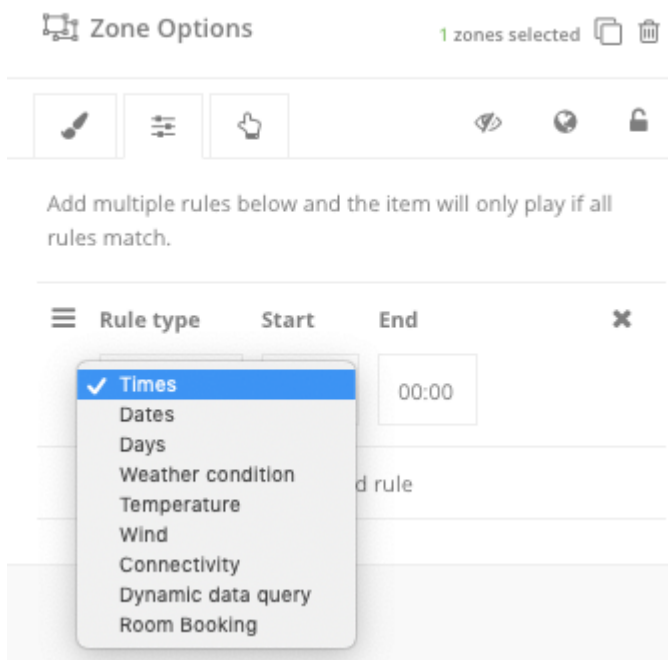 Zone Options
1 zones selected
Add multiple rules below and the item will only play if all
rules match.
Rule type Start End
00:00
Times
Dates
Days
Weather condition
d rule
Temperature
Wind
Connectivity
Dynamic data query
Room Booking